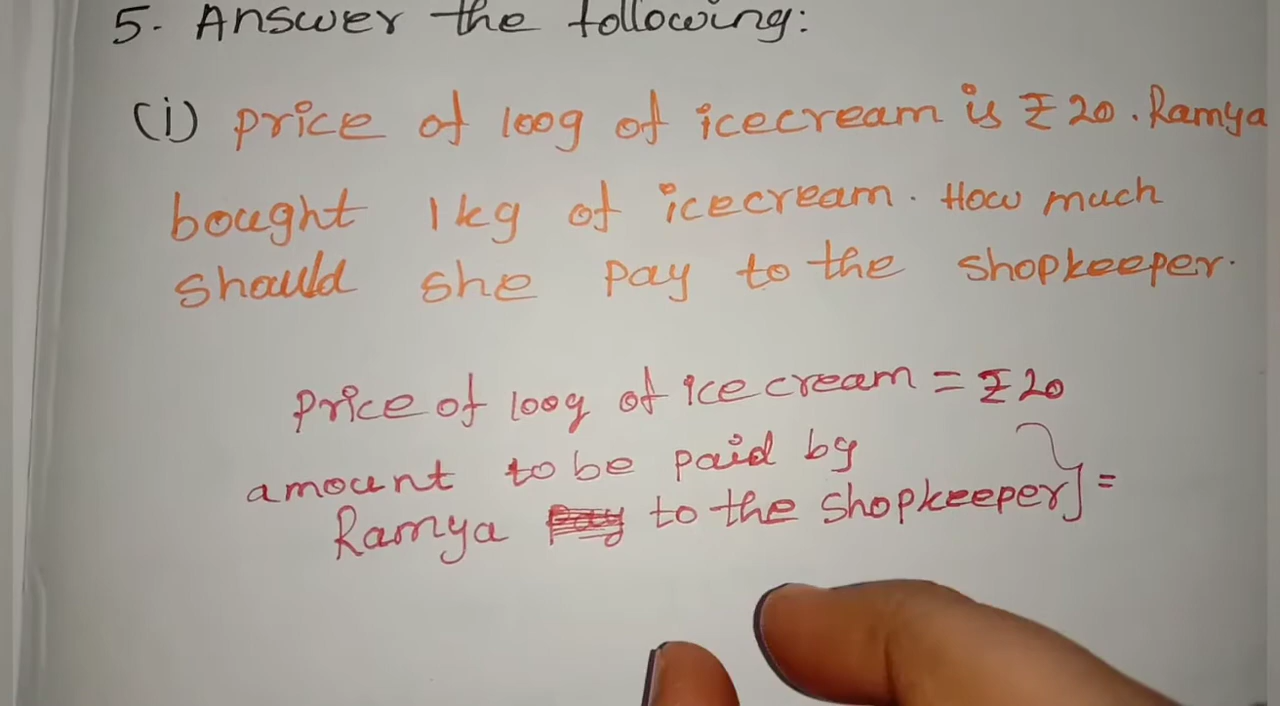 5. Answer the following:
(i) price of 100g of icecream is ₹20. Ramya
bought 1kg of icecream. How much
should she pay to the shopkeeper.
Price of 100g of ice cream = ₹20
amount to be paid by
Ramya to the shopkeeper} =